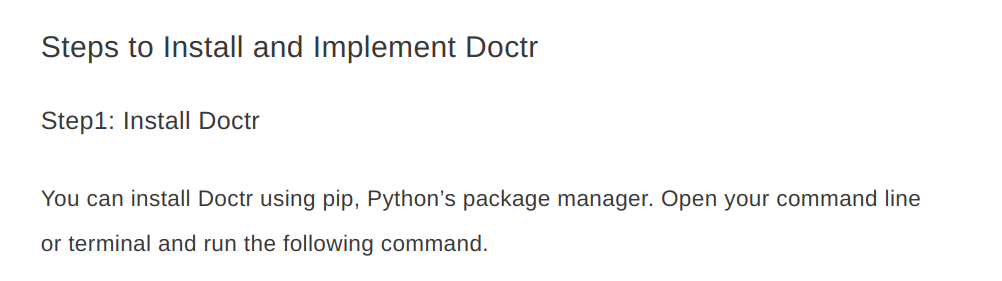 Steps to Install and Implement Doctr
Step1: Install Doctr
You can install Doctr using pip, Python’s package manager. Open your command line
or terminal and run the following command.